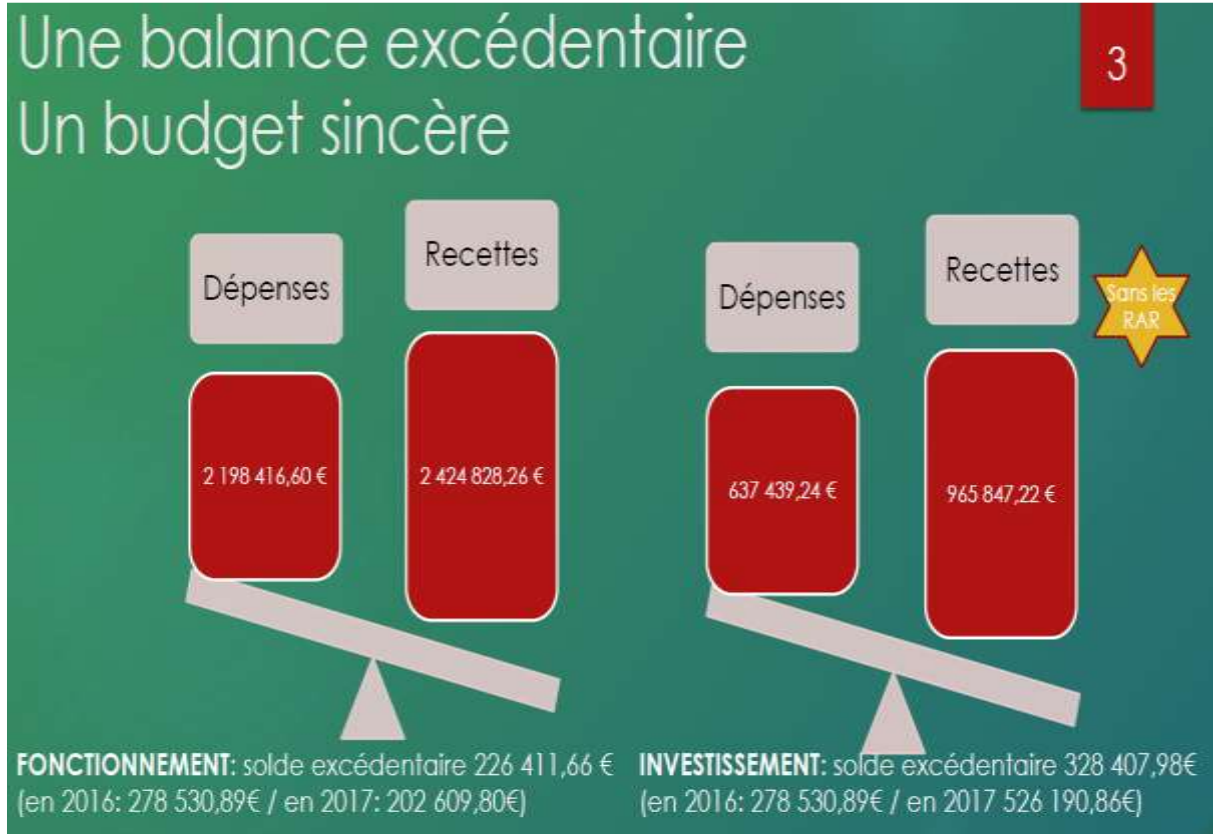 Une balance excédentaire
Un budget sincère
3
Dépenses
Recettes
2 198 416,60 €
2 424 828,26 €
Dépenses
Recettes
Sans les
RAR
637 439,24 €
965 847,22 €
FONCTIONNEMENT: solde excédentaire 226 411,66 €
(en 2016: 278 530,89€ / en 2017: 202 609,80€)
INVESTISSEMENT: solde excédentaire 328 407,98€
(en 2016: 278 530,89€ / en 2017 526 190,86€)